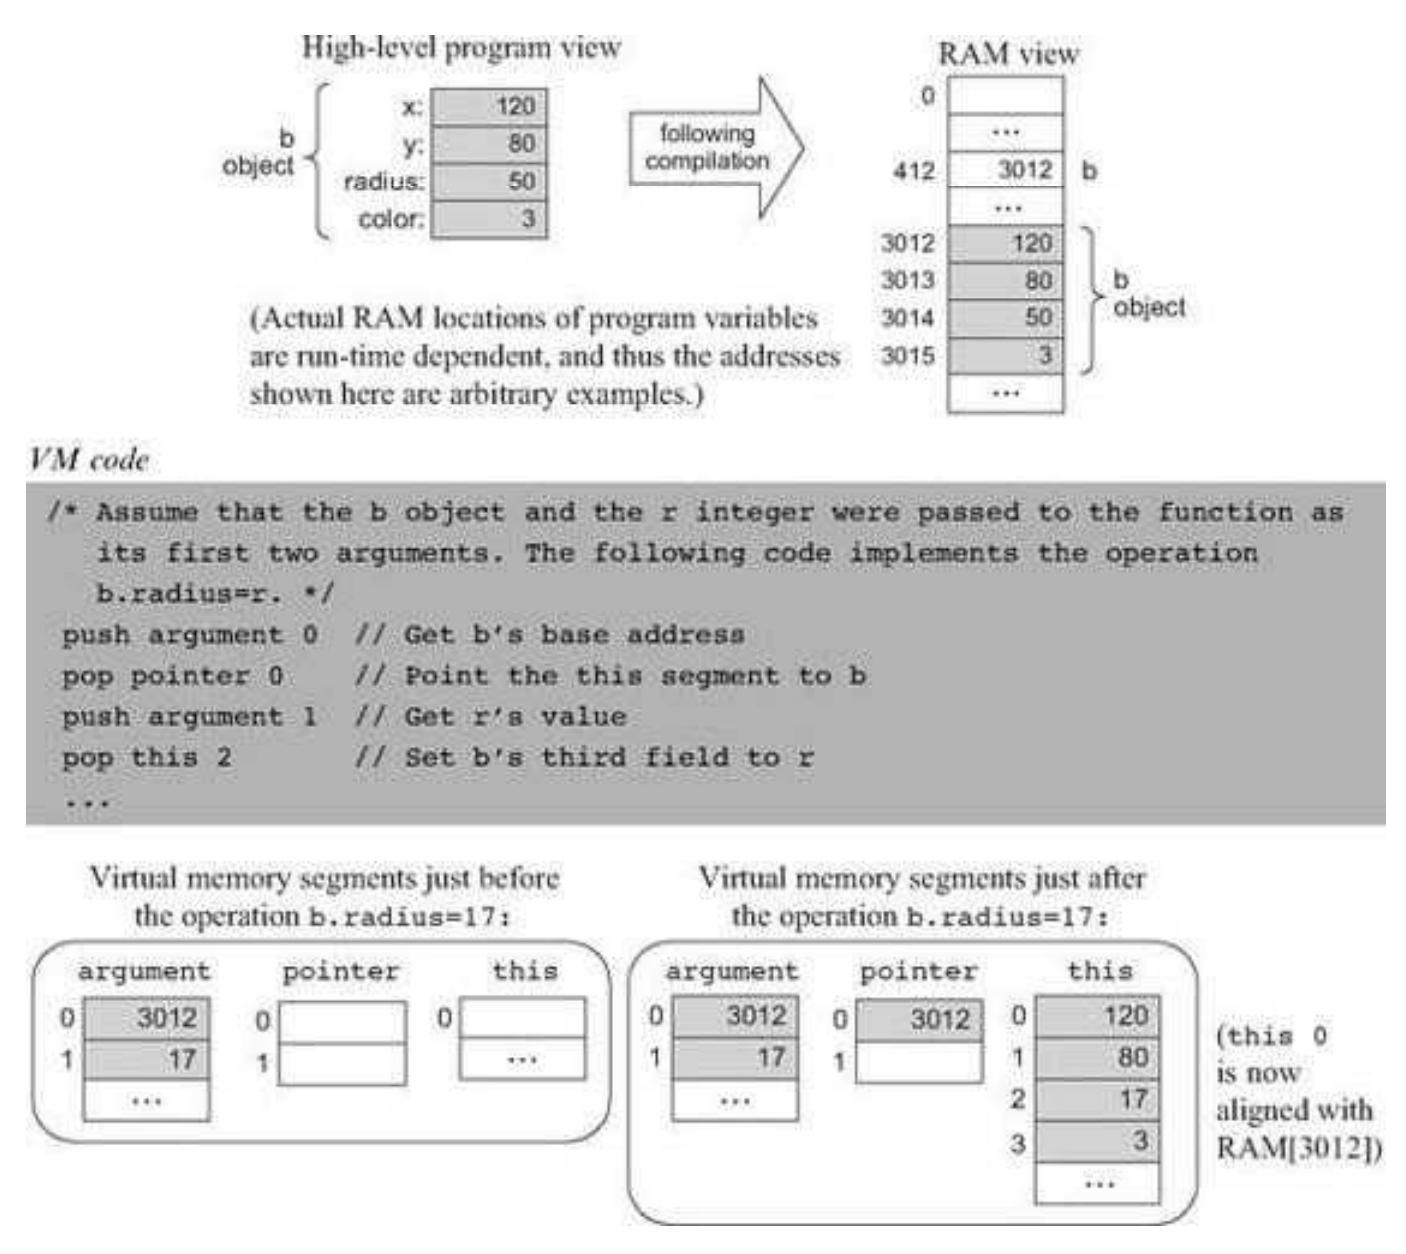 High-level program view
x: 120
y: 80
radius: 50
color: 3
b
object
following
compilation
RAM view
0
...
412 3012 b
...
3012 120
3013 80
3014 50
3015 3
...
b
object
(Actual RAM locations of program variables
are run-time dependent, and thus the addresses
shown here are arbitrary examples.)
VM code
/* Assume that the b object and the r integer were passed to the function as
its first two arguments. The following code implements the operation
b.radius=r. */
push argument 0 // Get b's base address
pop pointer 0 // Point the this segment to b
push argument 1 // Get r's value
pop this 2 // Set b's third field to r
...
Virtual memory segments just before
the operation b.radius=17:
argument pointer this
0 3012 0 0
1 17 1 ...
...
Virtual memory segments just after
the operation b.radius=17:
argument pointer this
0 3012 0 3012 0 120
1 17 1 1 80
... 2 17
3 3
...
(this 0
is now
aligned with
RAM[3012])